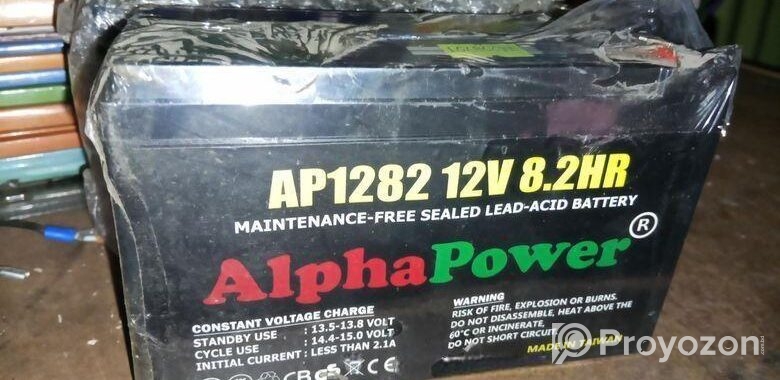 AP1282 12V 8.2HR
MAINTENANCE-FREE SEALED LEAD-ACID BATTERY
AlphaPower®
CONSTANT VOLTAGE CHARGE
STANDBY USE : 13.5-13.8 VOLT
CYCLE USE : 14.4-15.0 VOLT
INITIAL CURRENT : LESS THAN 2.1A
WARNING
RISK OF FIRE, EXPLOSION OR BURNS.
DO NOT DISASSEMBLE, HEAT ABOVE THE
60°C OR INCINERATE,
DO NOT SHORT CIRCUIT.
MADE IN TAIWAN
Proyozon